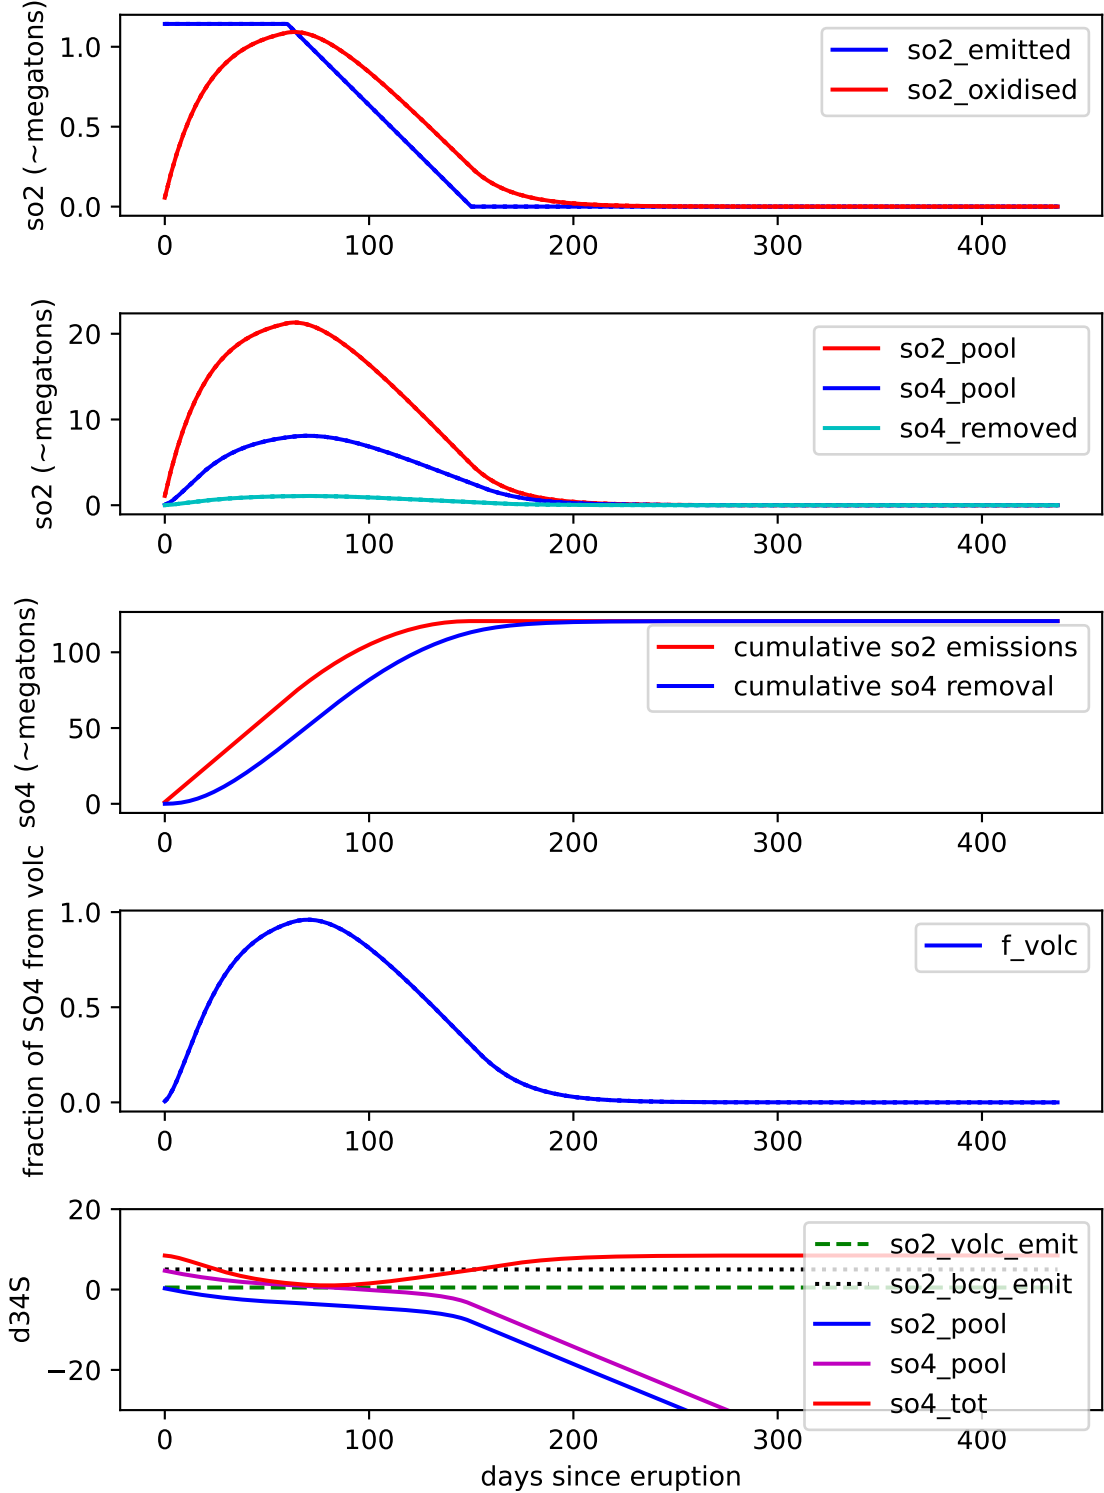 so2 (~megatons)
1.0
0.5
0.0
so2_emitted
so2_oxidised
0 100 200 300 400
so2 (~megatons)
20
10
0
so2_pool
so4_pool
so4_removed
0 100 200 300 400
so4 (~megatons)
100
50
0
cumulative so2 emissions
cumulative so4 removal
0 100 200 300 400
fraction of SO4 from volc
1.0
0.5
0.0
f_volc
0 100 200 300 400
d34S
20
0
−20
so2_volc_emit
so2_bcg_emit
so2_pool
so4_pool
so4_tot
0 100 200 300 400
days since eruption